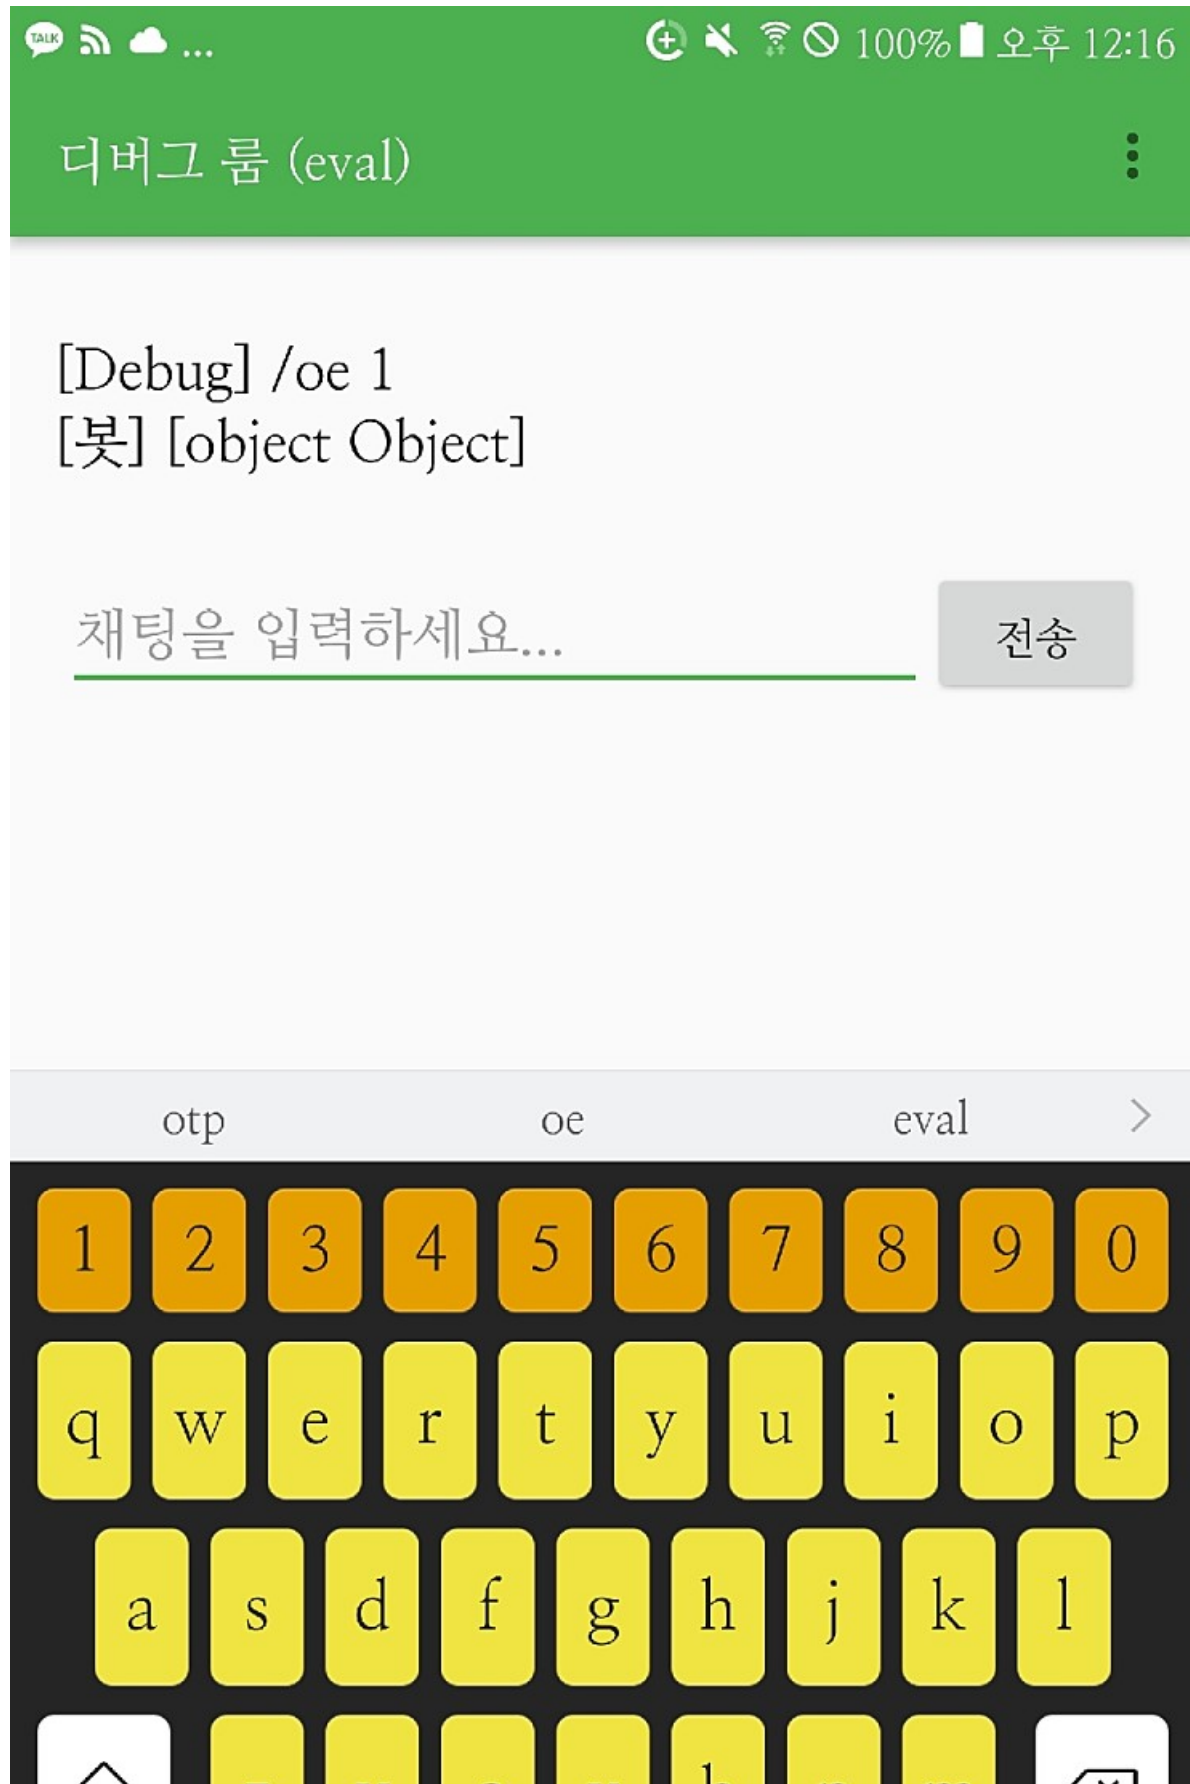 TALK ... 100% 오후 12:16
디버그 룸 (eval)
[Debug] /oe 1
[봇] [object Object]
채팅을 입력하세요... 전송
otp oe eval
1 2 3 4 5 6 7 8 9 0
q w e r t y u i o p
a s d f g h j k l